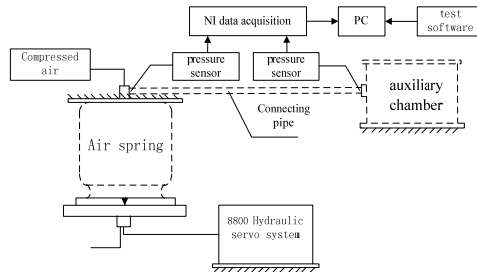 NI data acquisition
PC
test
software
Compressed
air
pressure
sensor
pressure
sensor
auxiliary
chamber
Connecting
pipe
Air spring
8800 Hydraulic
servo system